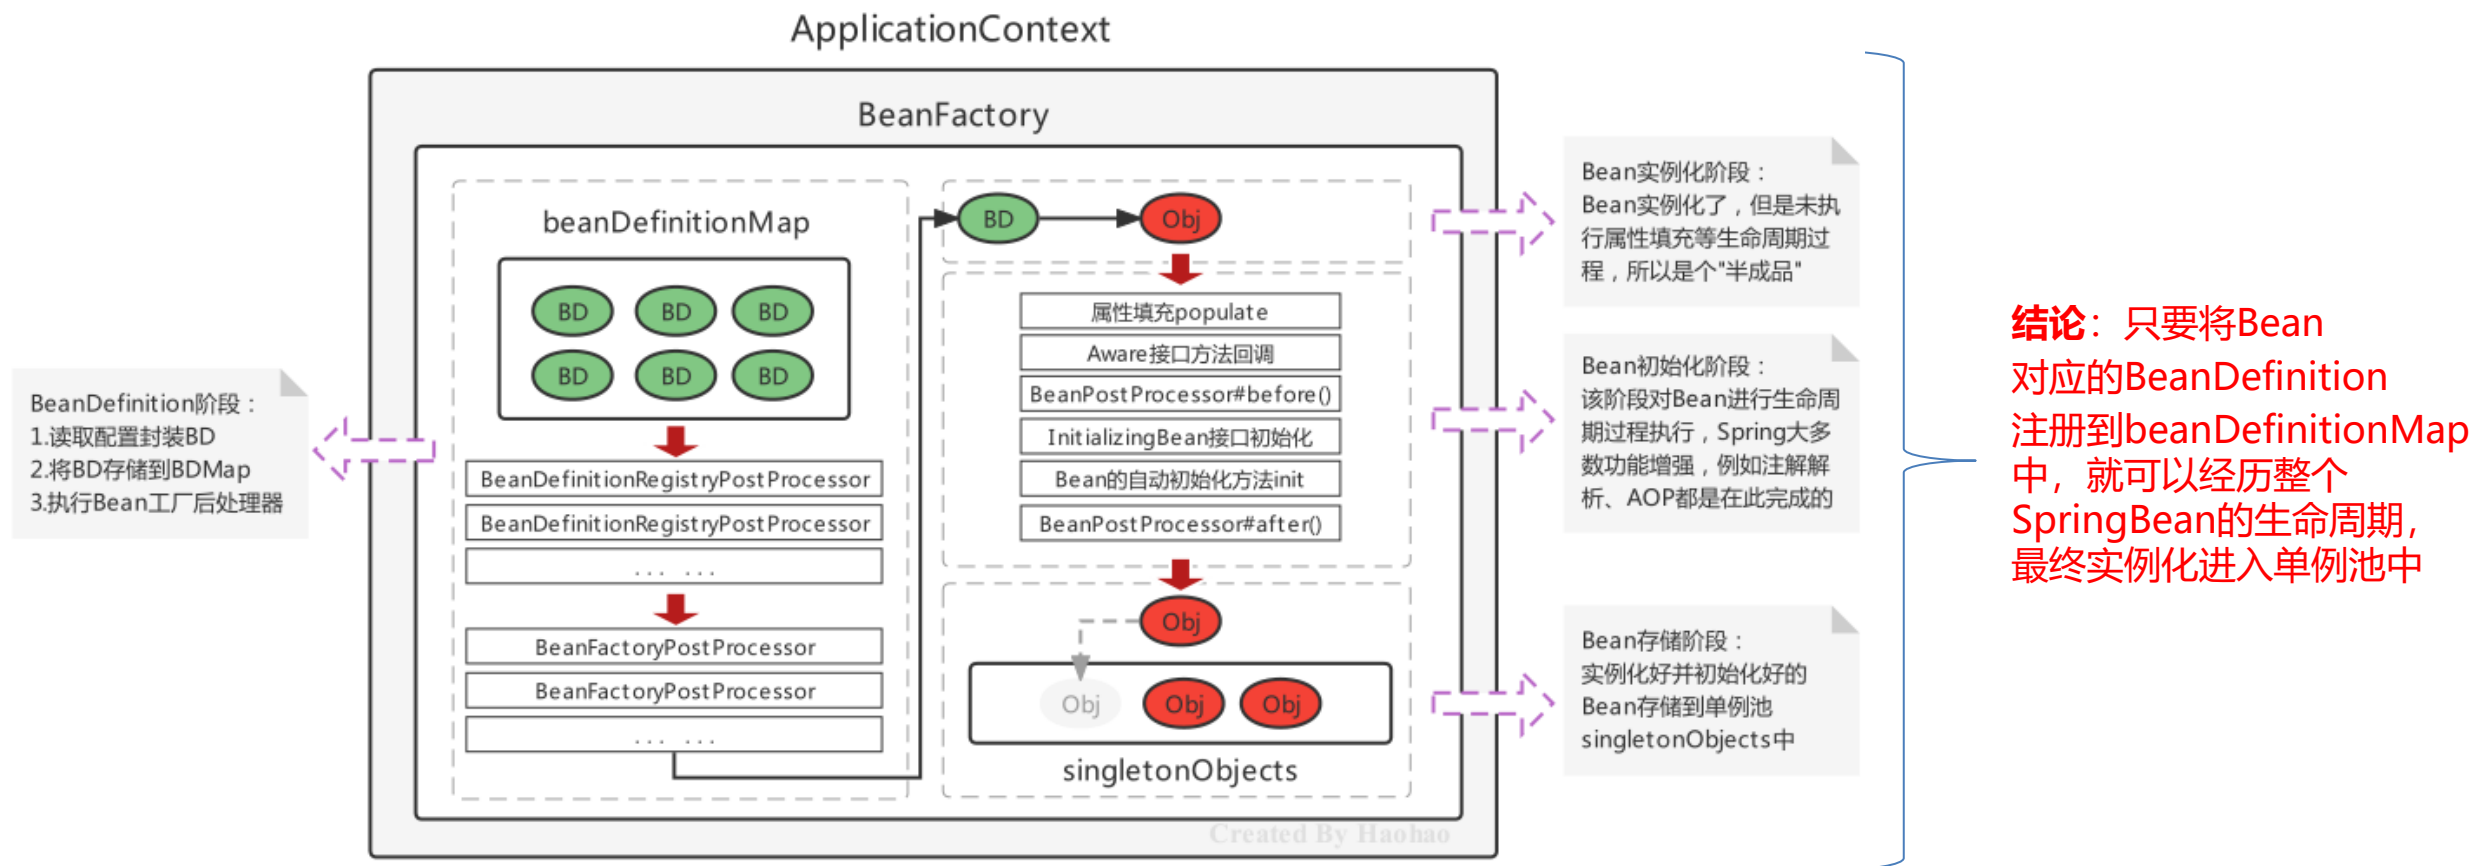 ApplicationContext
BeanFactory
beanDefinitionMap
BD
BD
BD
BD
BD
BD
BeanDefinitionRegistryPostProcessor
BeanDefinitionRegistryPostProcessor
... ...
BeanFactoryPostProcessor
BeanFactoryPostProcessor
... ...
BeanDefinition阶段：
1.读取配置封装BD
2.将BD存储到BDMap
3.执行Bean工厂后处理器
BD
Obj
属性填充populate
Aware接口方法回调
BeanPostProcessor#before()
InitializingBean接口初始化
Bean的自动初始化方法init
BeanPostProcessor#after()
Obj
Obj
Obj
Obj
singletonObjects
Created By Haohao
Bean实例化阶段：
Bean实例化了，但是未执
行属性填充等生命周期过
程，所以是个"半成品"
Bean初始化阶段：
该阶段对Bean进行生命周
期过程执行，Spring大多
数功能增强，例如注解解
析、AOP都是在此完成的
Bean存储阶段：
实例化好并初始化好的
Bean存储到单例池
singletonObjects中
结论：只要将Bean
对应的BeanDefinition
注册到beanDefinitionMap
中，就可以经历整个
SpringBean的生命周期，
最终实例化进入单例池中